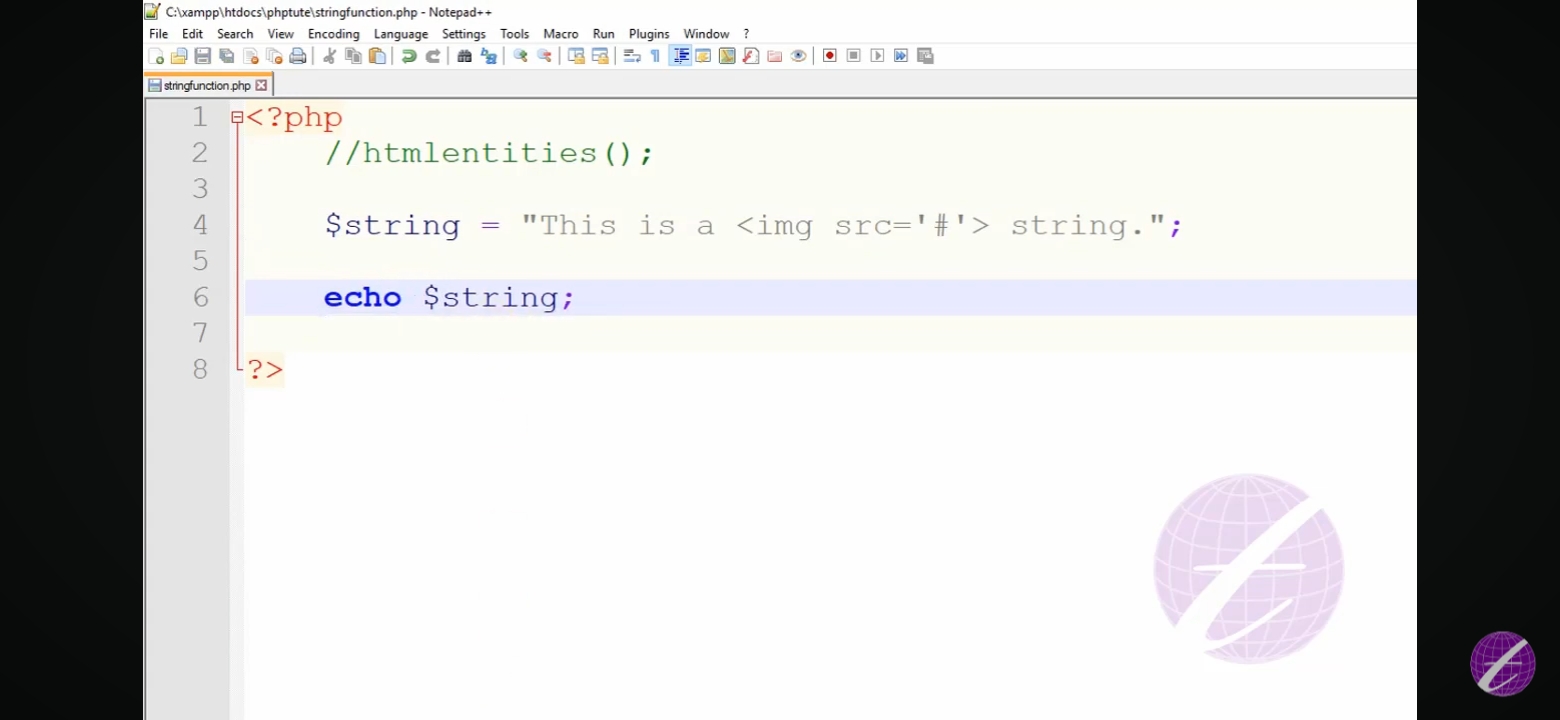 C:\xampp\htdocs\phptute\stringfunction.php - Notepad++
File Edit Search View Encoding Language Settings Tools Macro Run Plugins Window ?
stringfunction.php
1 <?php
2 //htmlentities();
3
4 $string = "This is a <img src='#'> string.";
5
6 echo $string;
7
8 ?>